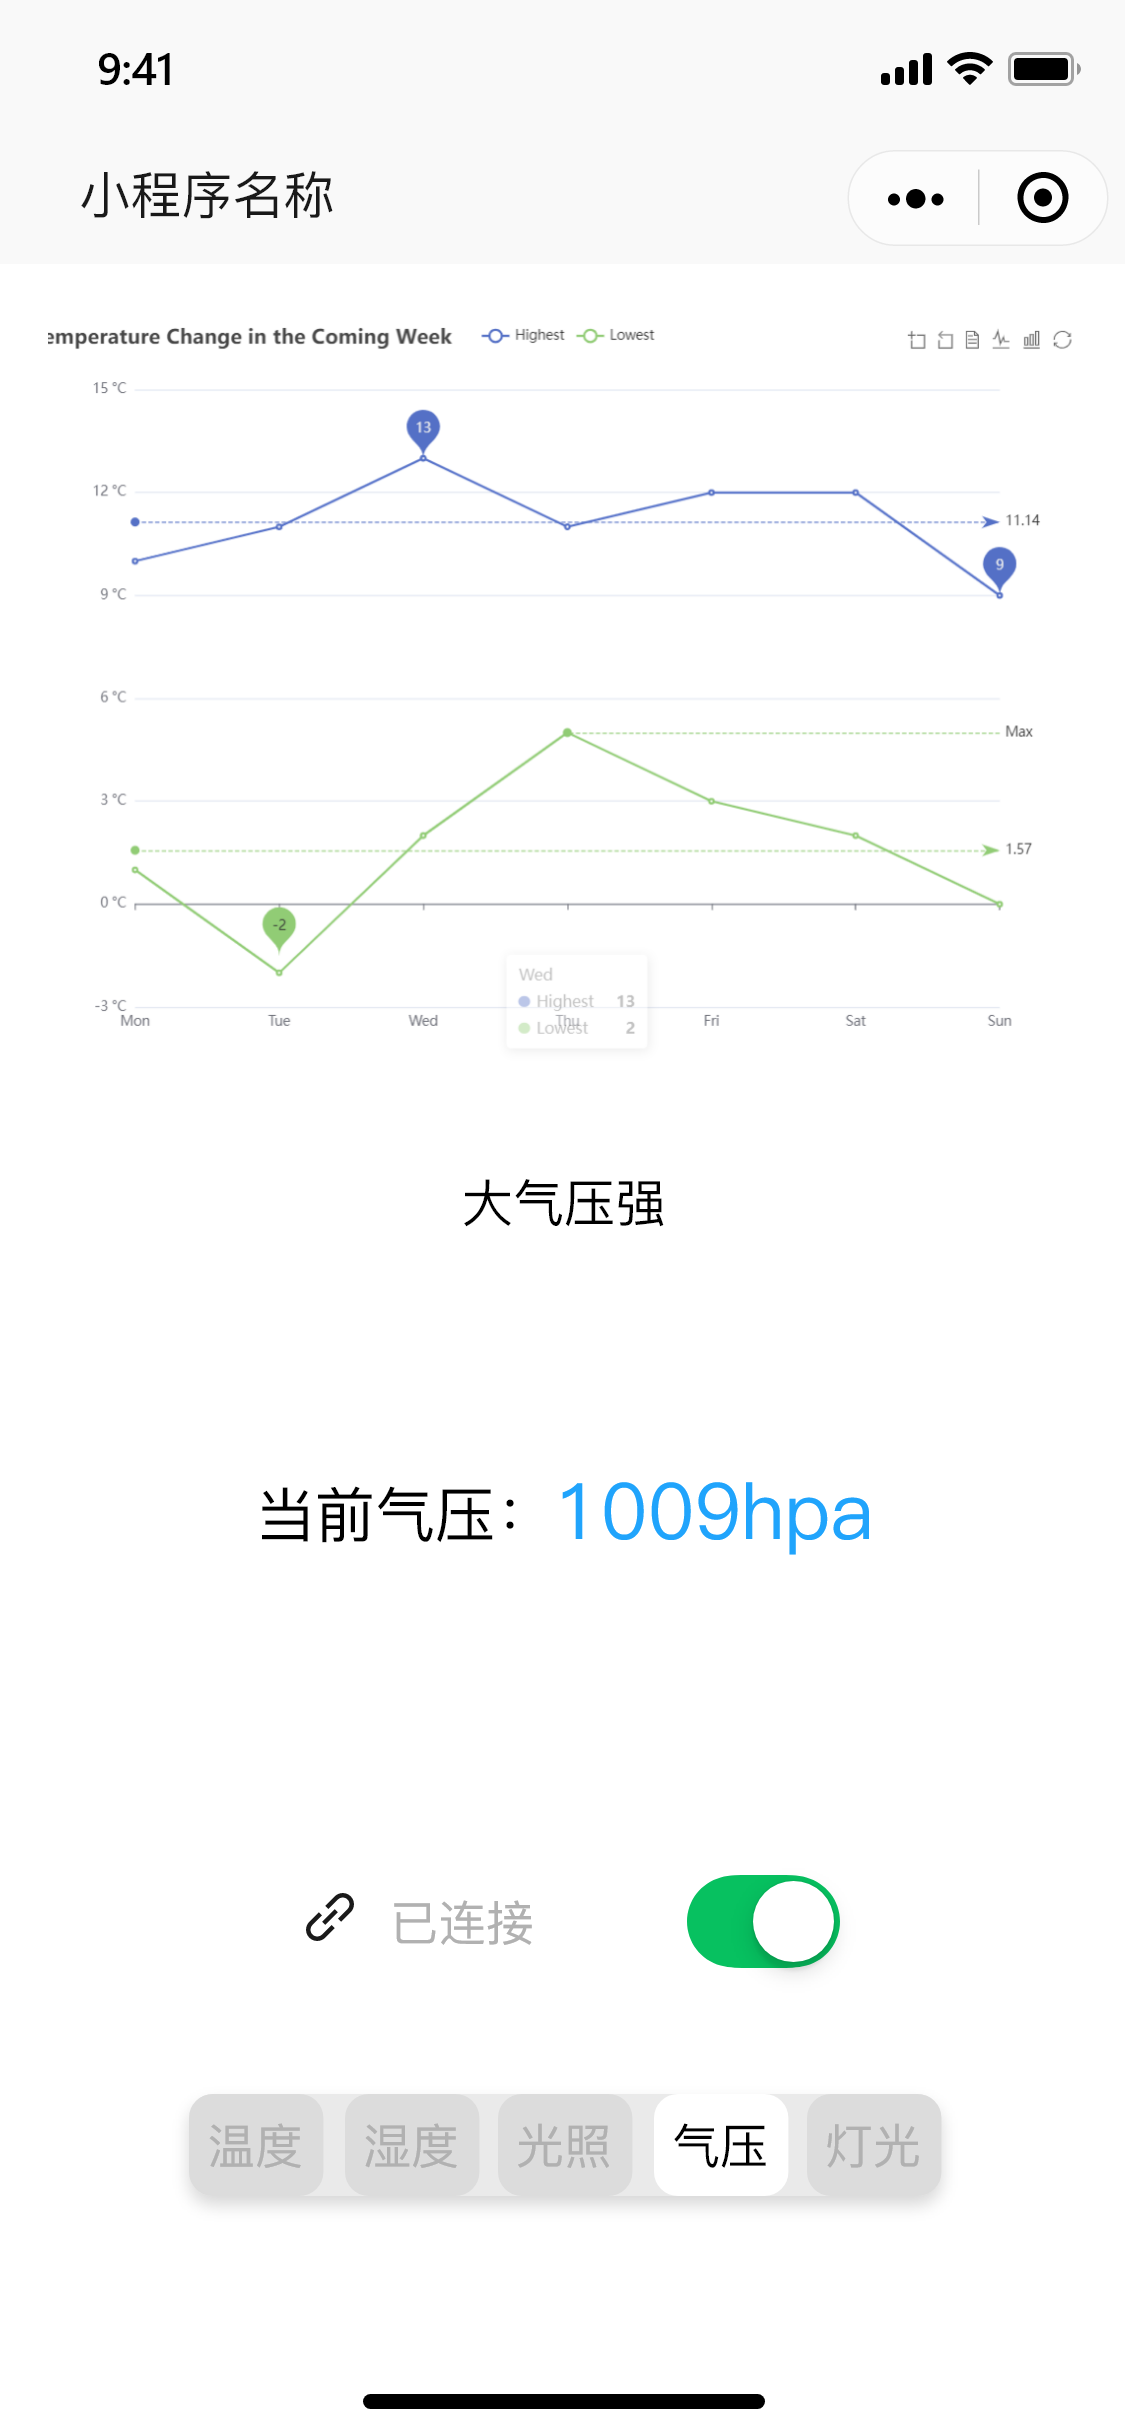 9:41
小程序名称
emperature Change in the Coming Week
Highest
Lowest
15 °C
13
12 °C
11.14
9
9 °C
6 °C
Max
3 °C
1.57
0 °C
-2
Wed
Highest 13
Lowest 2
-3 °C
Mon Tue Wed Thu Fri Sat Sun
大气压强
当前气压：1009hpa
已连接
温度 湿度 光照 气压 灯光